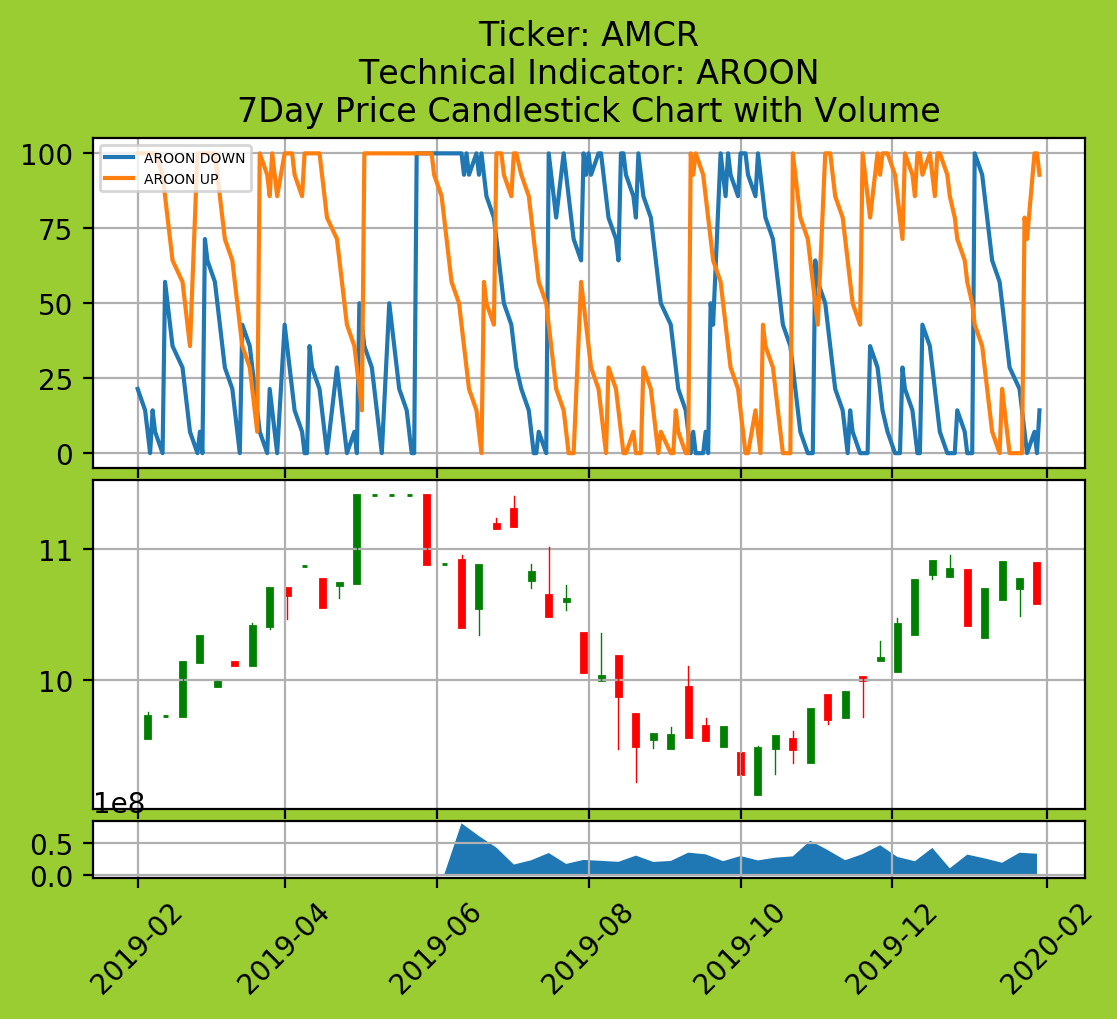 Ticker: AMCR
Technical Indicator: AROON
7Day Price Candlestick Chart with Volume
100
75
50
25
0
AROON DOWN
AROON UP
11
10
1e8
0.5
0.0
2019-02
2019-04
2019-06
2019-08
2019-10
2019-12
2020-02